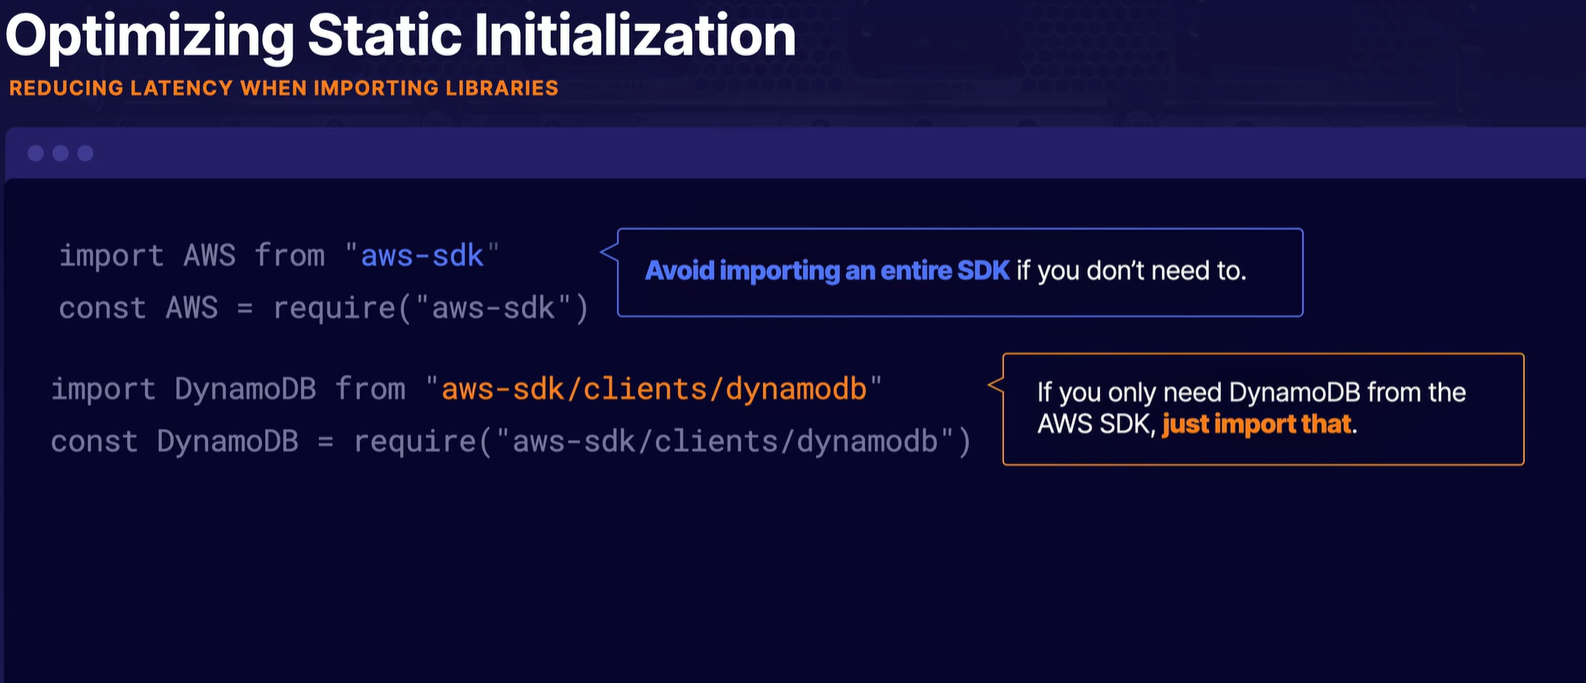 Optimizing Static Initialization
REDUCING LATENCY WHEN IMPORTING LIBRARIES
import AWS from "aws-sdk"
const AWS = require("aws-sdk")
Avoid importing an entire SDK if you don’t need to.
import DynamoDB from "aws-sdk/clients/dynamodb"
const DynamoDB = require("aws-sdk/clients/dynamodb")
If you only need DynamoDB from the
AWS SDK, just import that.